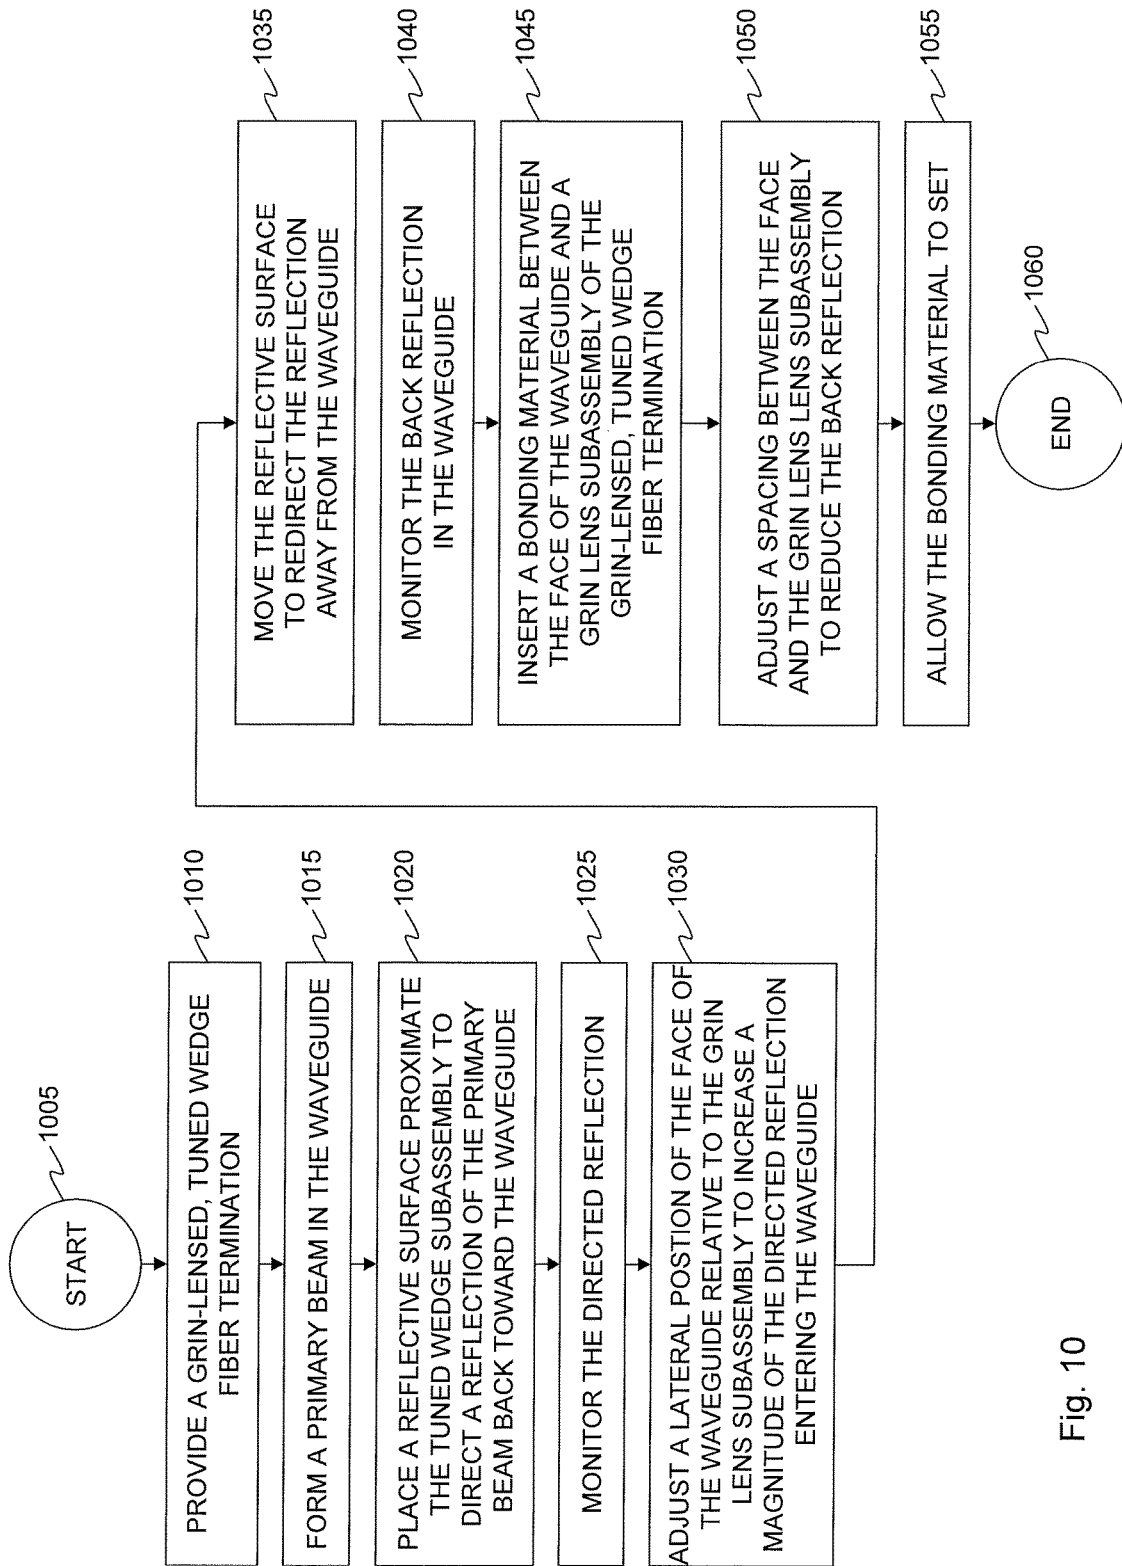 START
1005
PROVIDE A GRIN-LENSED, TUNED WEDGE
FIBER TERMINATION
1010
FORM A PRIMARY BEAM IN THE WAVEGUIDE
1015
PLACE A REFLECTIVE SURFACE PROXIMATE
THE TUNED WEDGE SUBASSEMBLY TO
DIRECT A REFLECTION OF THE PRIMARY
BEAM BACK TOWARD THE WAVEGUIDE
1020
MONITOR THE DIRECTED REFLECTION
1025
ADJUST A LATERAL POSTION OF THE FACE OF
THE WAVEGUIDE RELATIVE TO THE GRIN
LENS SUBASSEMBLY TO INCREASE A
MAGNITUDE OF THE DIRECTED REFLECTION
ENTERING THE WAVEGUIDE
1030
MOVE THE REFLECTIVE SURFACE
TO REDIRECT THE REFLECTION
AWAY FROM THE WAVEGUIDE
1035
MONITOR THE BACK REFLECTION
IN THE WAVEGUIDE
1040
INSERT A BONDING MATERIAL BETWEEN
THE FACE OF THE WAVEGUIDE AND A
GRIN LENS SUBASSEMBLY OF THE
GRIN-LENSED, TUNED WEDGE
FIBER TERMINATION
1045
ADJUST A SPACING BETWEEN THE FACE
AND THE GRIN LENS SUBASSEMBLY
TO REDUCE THE BACK REFLECTION
1050
ALLOW THE BONDING MATERIAL TO SET
1055
END
1060
Fig. 10